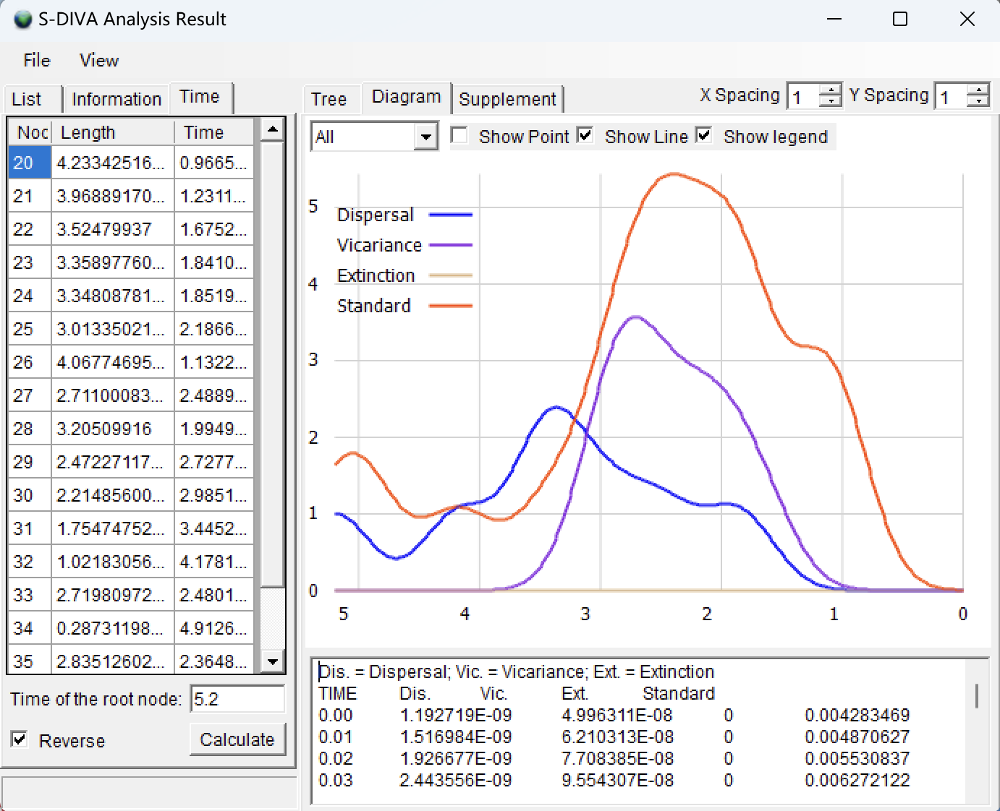 S-DIVA Analysis Result
File View
List Information Time
Tree Diagram Supplement X Spacing 1 Y Spacing 1
Noc Length Time
20 4.23342516... 0.9665...
21 3.96889170... 1.2311...
22 3.52479937 1.6752...
23 3.35897760... 1.8410...
24 3.34808781... 1.8519...
25 3.01335021... 2.1866...
26 4.06774695... 1.1322...
27 2.71100083... 2.4889...
28 3.20509916 1.9949...
29 2.47227117... 2.7277...
30 2.21485600... 2.9851...
31 1.75474752... 3.4452...
32 1.02183056... 4.1781...
33 2.71980972... 2.4801...
34 0.28731198... 4.9126...
35 2.83512602... 2.3648...
Time of the root node: 5.2
Reverse Calculate
All Show Point Show Line Show legend
5
4
3
2
1
0
Dispersal
Vicariance
Extinction
Standard
5 4 3 2 1 0
Dis. = Dispersal; Vic. = Vicariance; Ext. = Extinction
TIME Dis. Vic. Ext. Standard
0.00 1.192719E-09 4.996311E-08 0 0.004283469
0.01 1.516984E-09 6.210313E-08 0 0.004870627
0.02 1.926677E-09 7.708385E-08 0 0.005530837
0.03 2.443556E-09 9.554307E-08 0 0.006272122